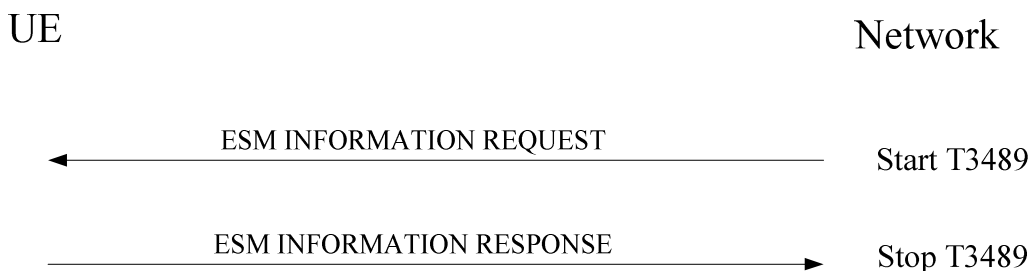 UE
Network
ESM INFORMATION REQUEST
Start T3489
ESM INFORMATION RESPONSE
Stop T3489